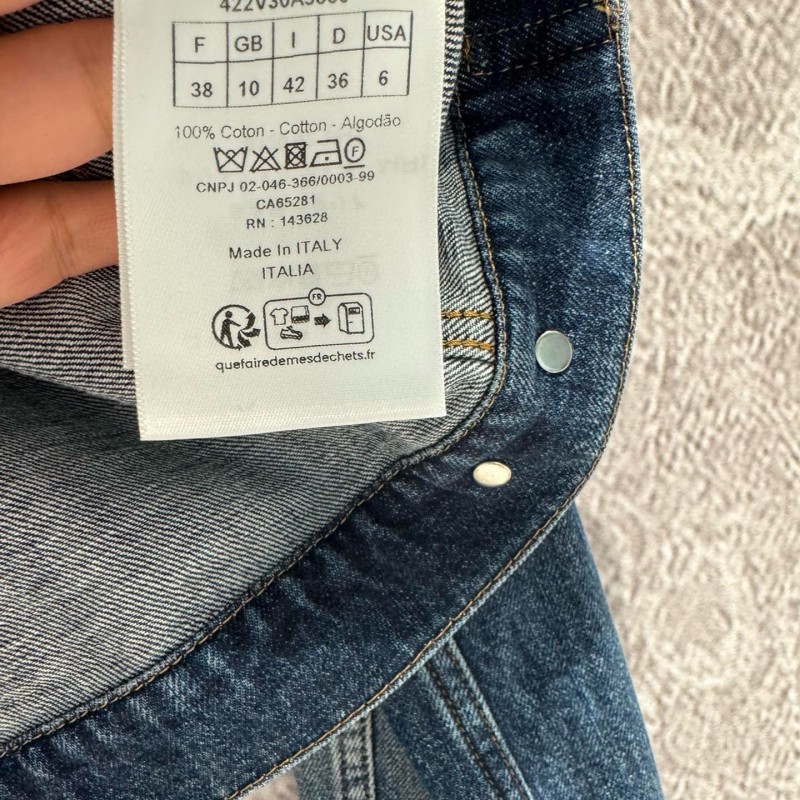 F GB I D USA
38 10 42 36 6
100% Coton - Cotton - Algodão
F
CNPJ 02-046-366/0003-99
CA65281
RN : 143628
Made In ITALY
ITALIA
FR
quefairedemesdechets.fr